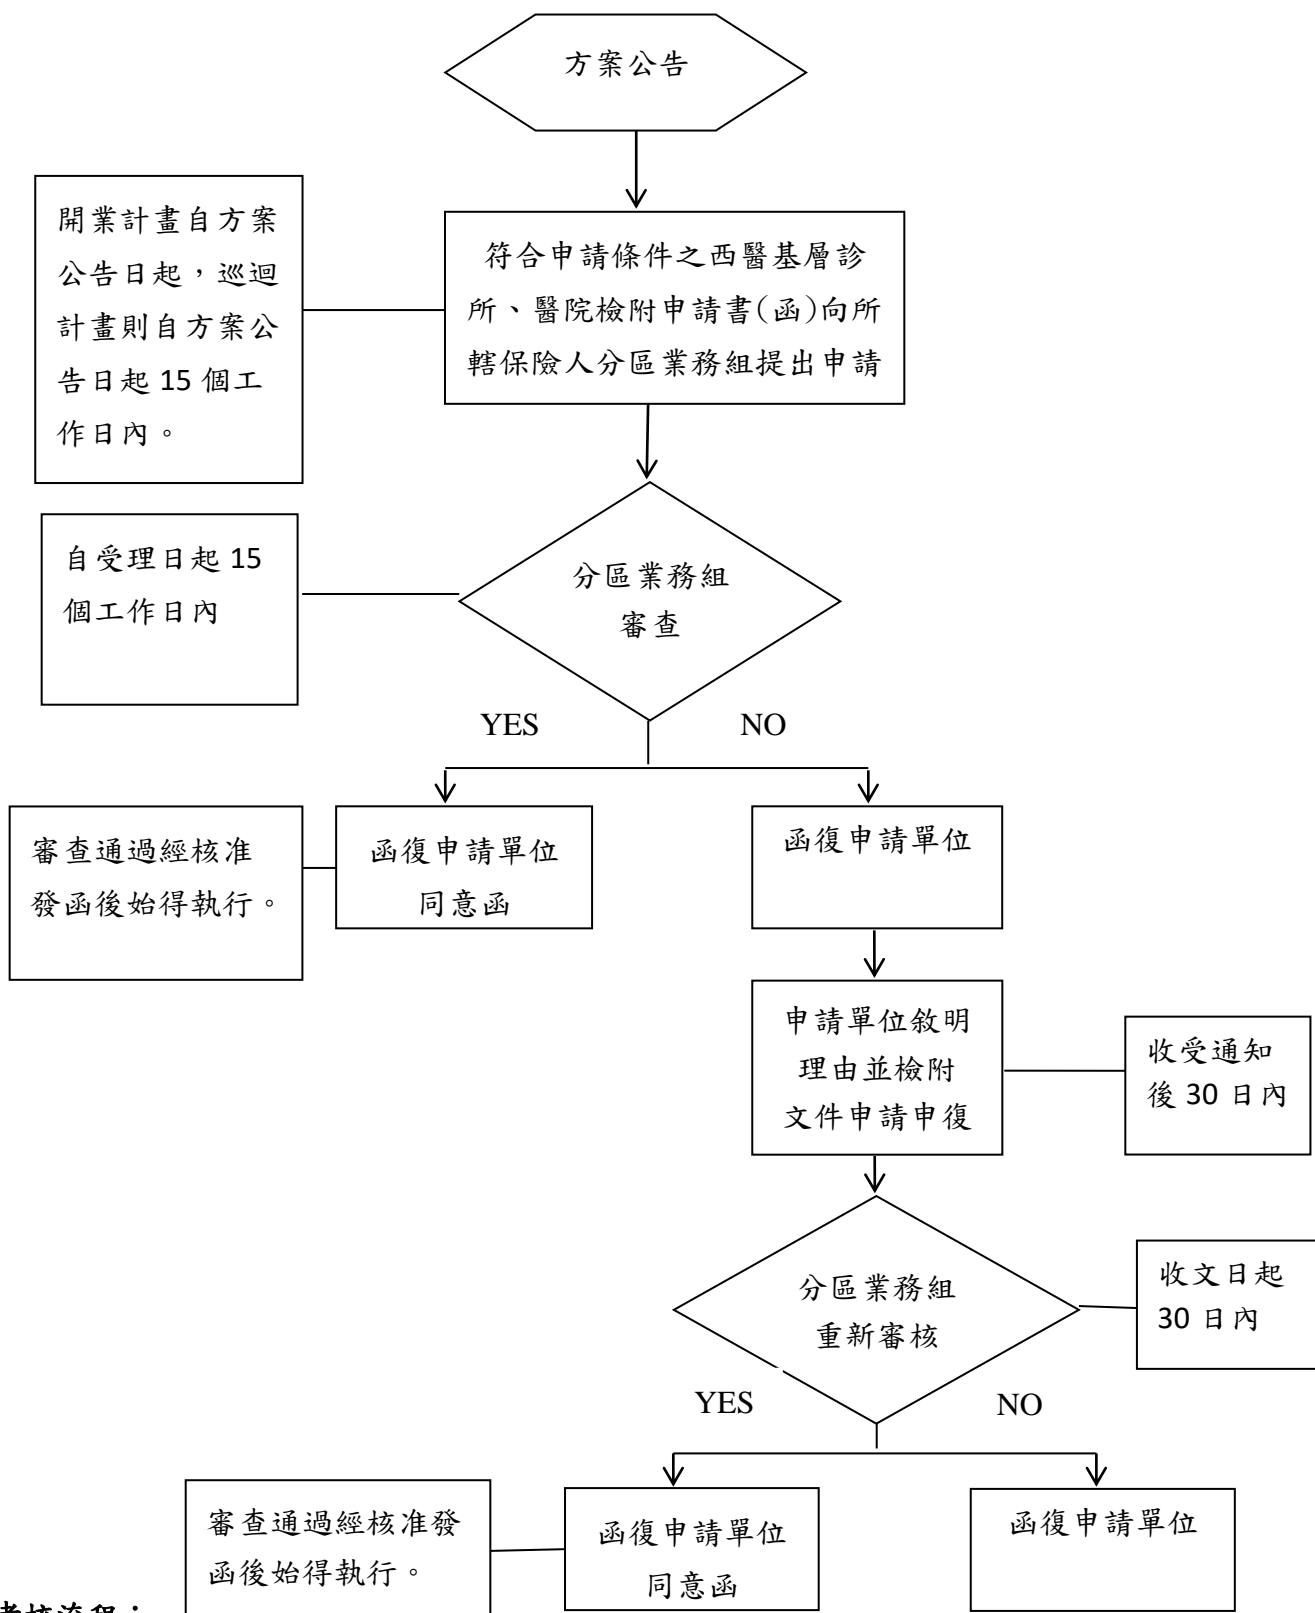 方案公告
開業計畫自方案
公告日起，巡迴
計畫則自方案公
告日起 15 個工
作日內。
符合申請條件之西醫基層診
所、醫院檢附申請書(函)向所
轄保險人分區業務組提出申請
自受理日起 15
個工作日內
分區業務組
審查
YES
NO
審查通過經核准
發函後始得執行。
函復申請單位
同意函
函復申請單位
申請單位敘明
理由並檢附
文件申請申復
收受通知
後 30 日內
分區業務組
重新審核
收文日起
30 日內
YES
NO
審查通過經核准發
函後始得執行。
函復申請單位
同意函
函復申請單位